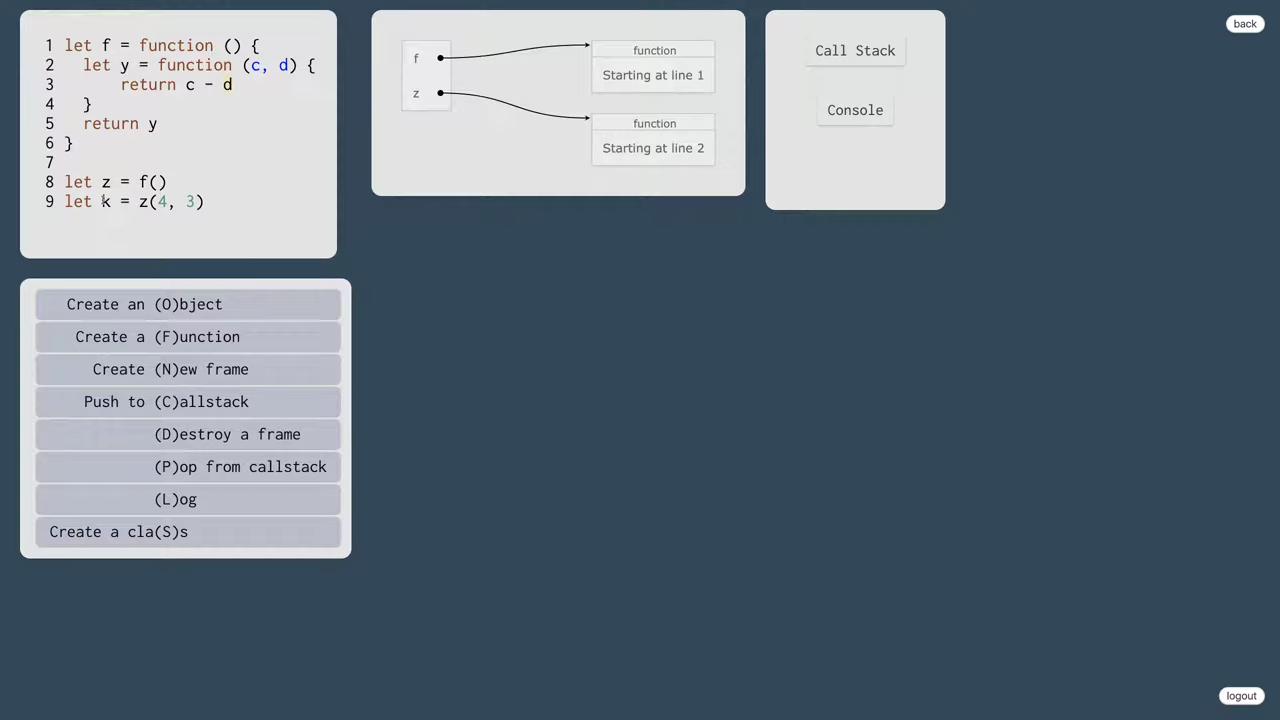 1 let f = function () {
2 let y = function (c, d) {
3 return c - d
4 }
5 return y
6 }
7
8 let z = f()
9 let k = z(4, 3)
f
z
function
Starting at line 1
function
Starting at line 2
Call Stack
Console
back
Create an (O)bject
Create a (F)unction
Create (N)ew frame
Push to (C)allstack
(D)estroy a frame
(P)op from callstack
(L)og
Create a cla(S)s
logout